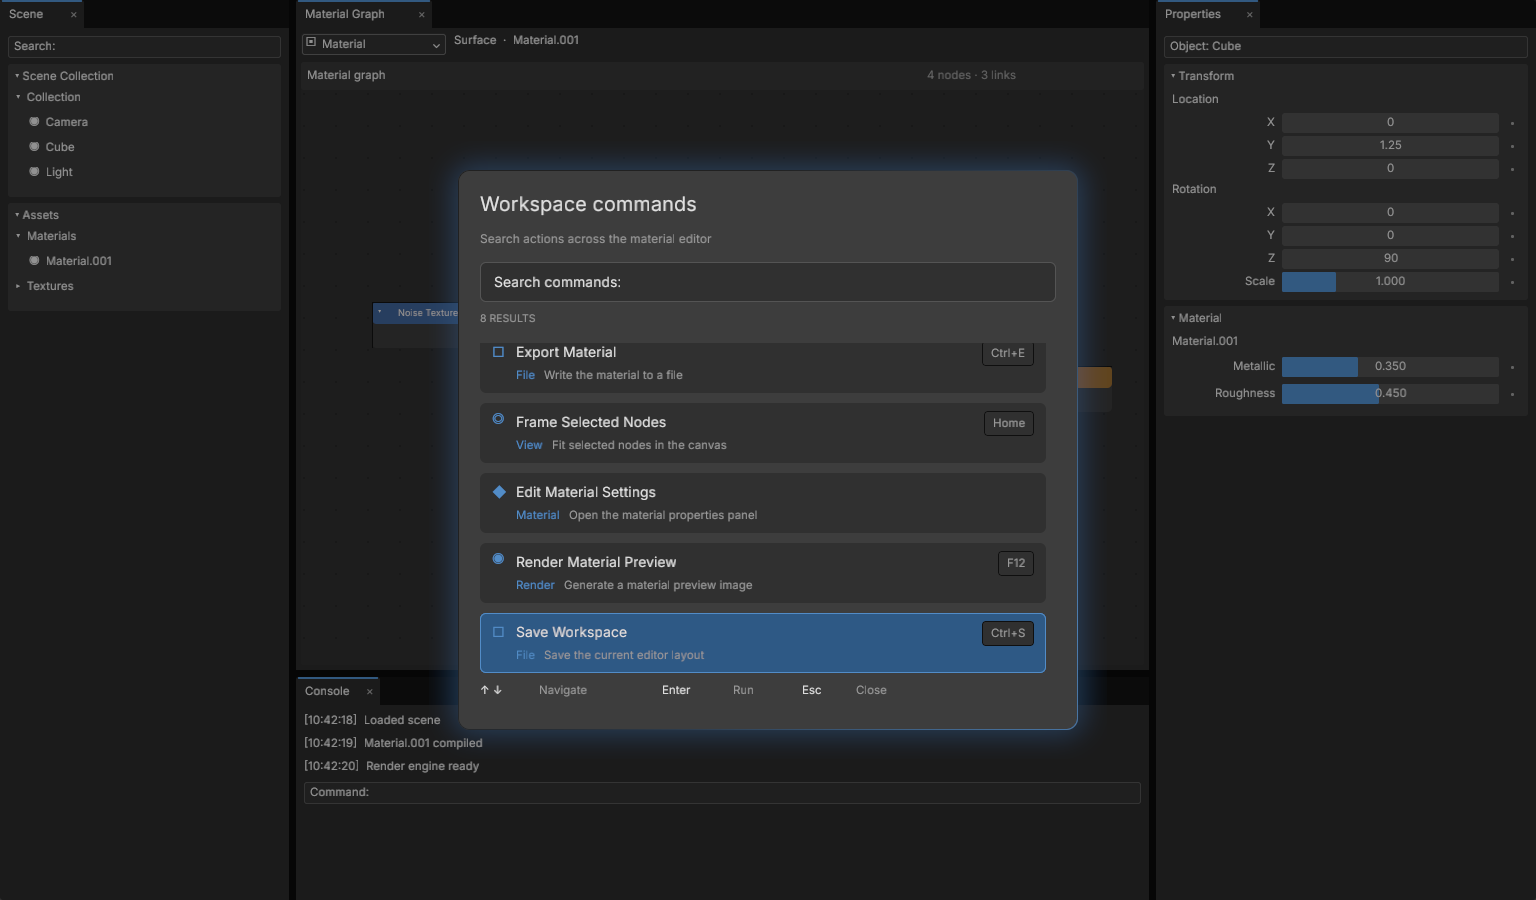 Scene ×
Search:
Scene Collection
Collection
Camera
Cube
Light
Assets
Materials
Material.001
Textures
Material Graph ×
Material
Surface · Material.001
Material graph
4 nodes · 3 links
Noise Texture
Workspace commands
Search actions across the material editor
Search commands:
8 RESULTS
Export Material
Ctrl+E
File Write the material to a file
Frame Selected Nodes
Home
View Fit selected nodes in the canvas
Edit Material Settings
Material Open the material properties panel
Render Material Preview
F12
Render Generate a material preview image
Save Workspace
Ctrl+S
File Save the current editor layout
↑ ↓ Navigate Enter Run Esc Close
Console ×
[10:42:18] Loaded scene
[10:42:19] Material.001 compiled
[10:42:20] Render engine ready
Command:
Properties ×
Object: Cube
Transform
Location
X 0
Y 1.25
Z 0
Rotation
X 0
Y 0
Z 90
Scale 1.000
Material
Material.001
Metallic 0.350
Roughness 0.450